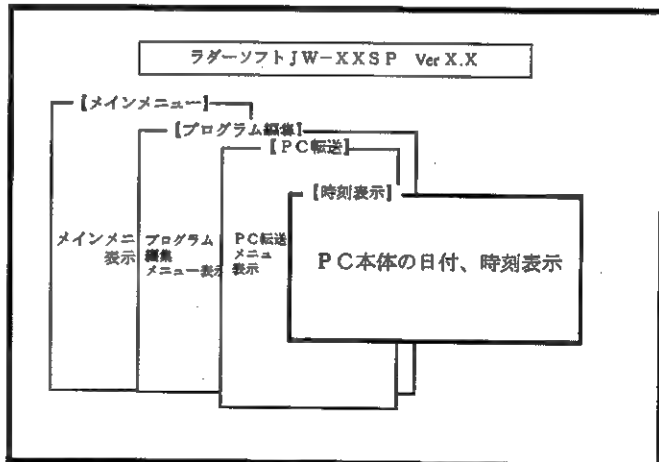 ラダーソフトJW-XXSP Ver X.X
【メインメニュー】
【プログラム編集】
【PC転送】
【時刻表示】
メインメニ
表示
プログラム
編集
メニュー表示
PC転送
メニュ
表示
PC本体の日付、時刻表示